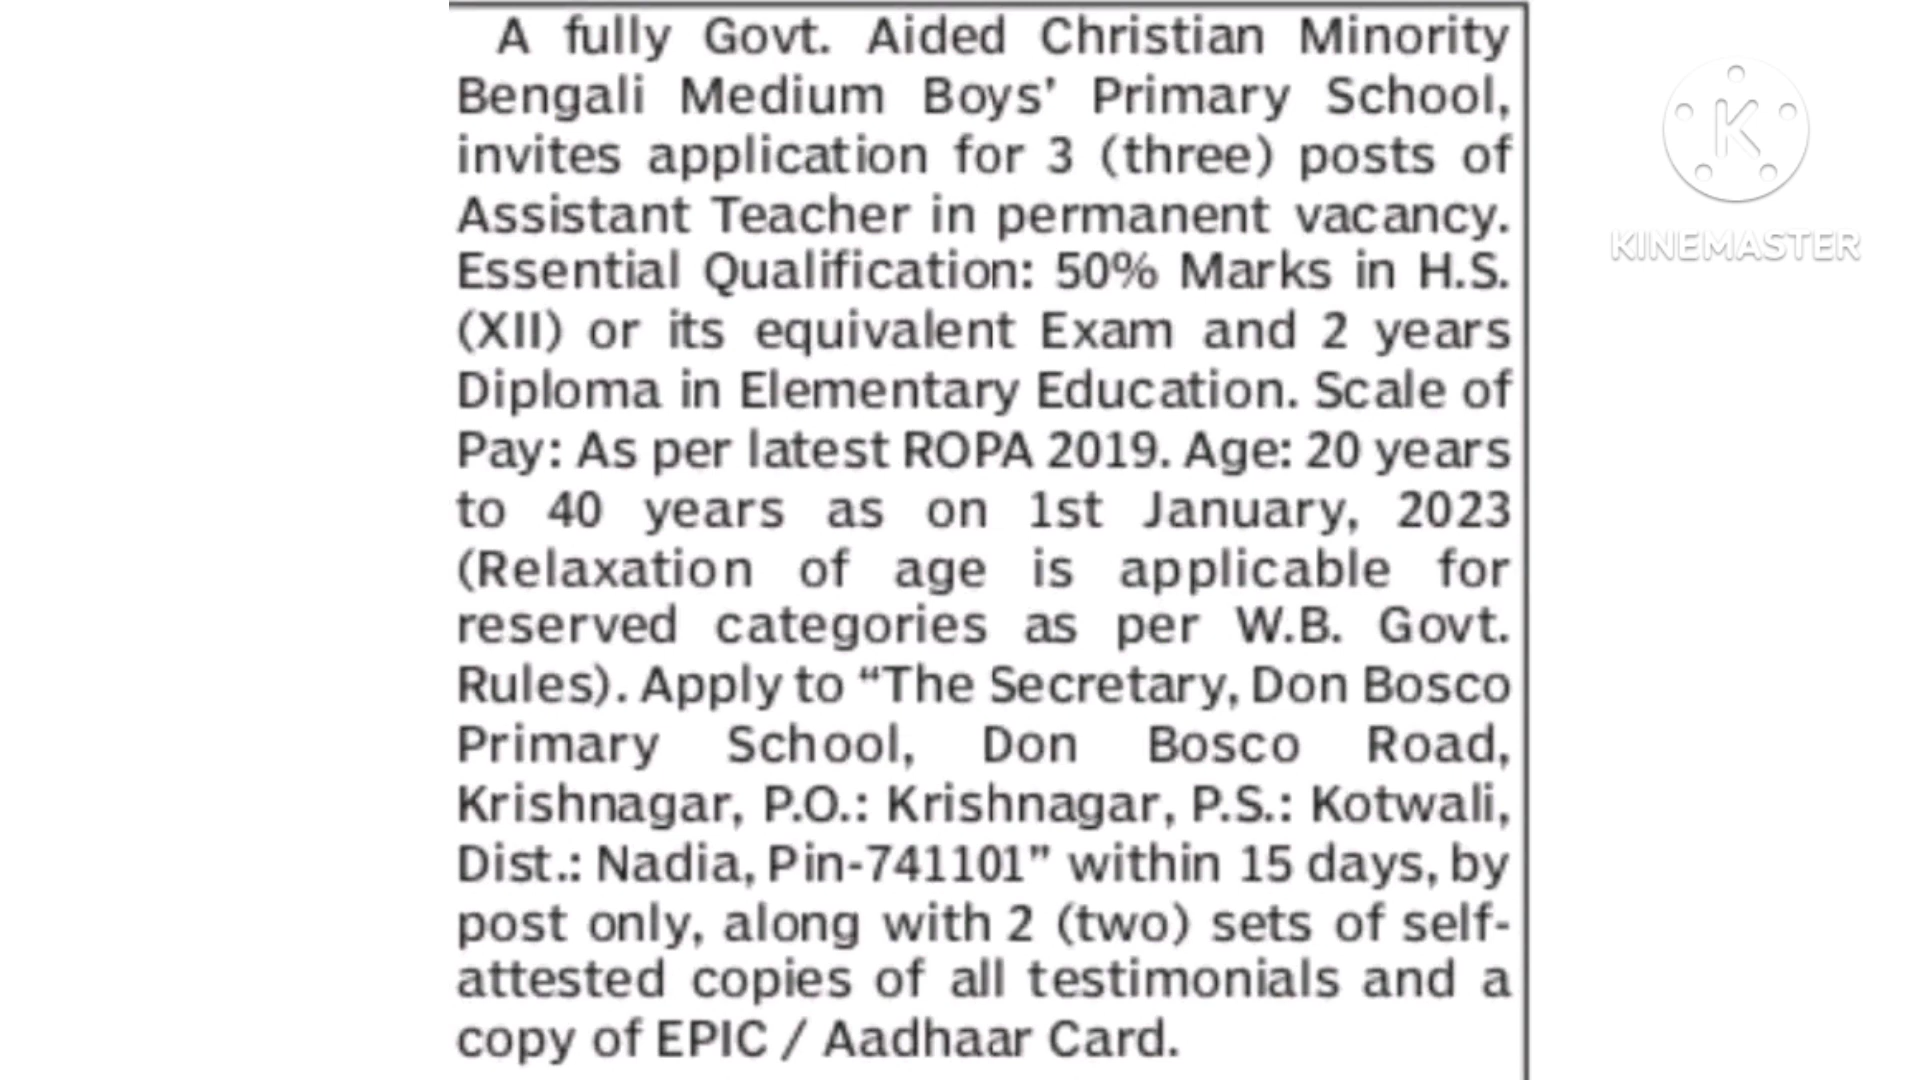 A fully Govt. Aided Christian Minority
Bengali Medium Boys’ Primary School,
invites application for 3 (three) posts of
Assistant Teacher in permanent vacancy.
Essential Qualification: 50% Marks in H.S.
(XII) or its equivalent Exam and 2 years
Diploma in Elementary Education. Scale of
Pay: As per latest ROPA 2019. Age: 20 years
to 40 years as on 1st January, 2023
(Relaxation of age is applicable for
reserved categories as per W.B. Govt.
Rules). Apply to “The Secretary, Don Bosco
Primary School, Don Bosco Road,
Krishnagar, P.O.: Krishnagar, P.S.: Kotwali,
Dist.: Nadia, Pin-741101” within 15 days, by
post only, along with 2 (two) sets of self-
attested copies of all testimonials and a
copy of EPIC / Aadhaar Card.
K
KINEMASTER